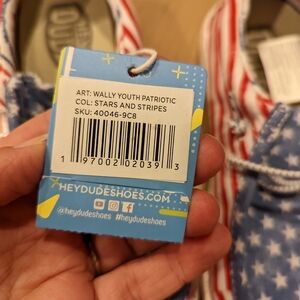 ART: WALLY YOUTH PATRIOTIC
COL: STARS AND STRIPES
SKU: 40046-9C8
1 97002 02039 3
HEYDUDESHOES.COM
@heydudeshoes #heydudeshoes